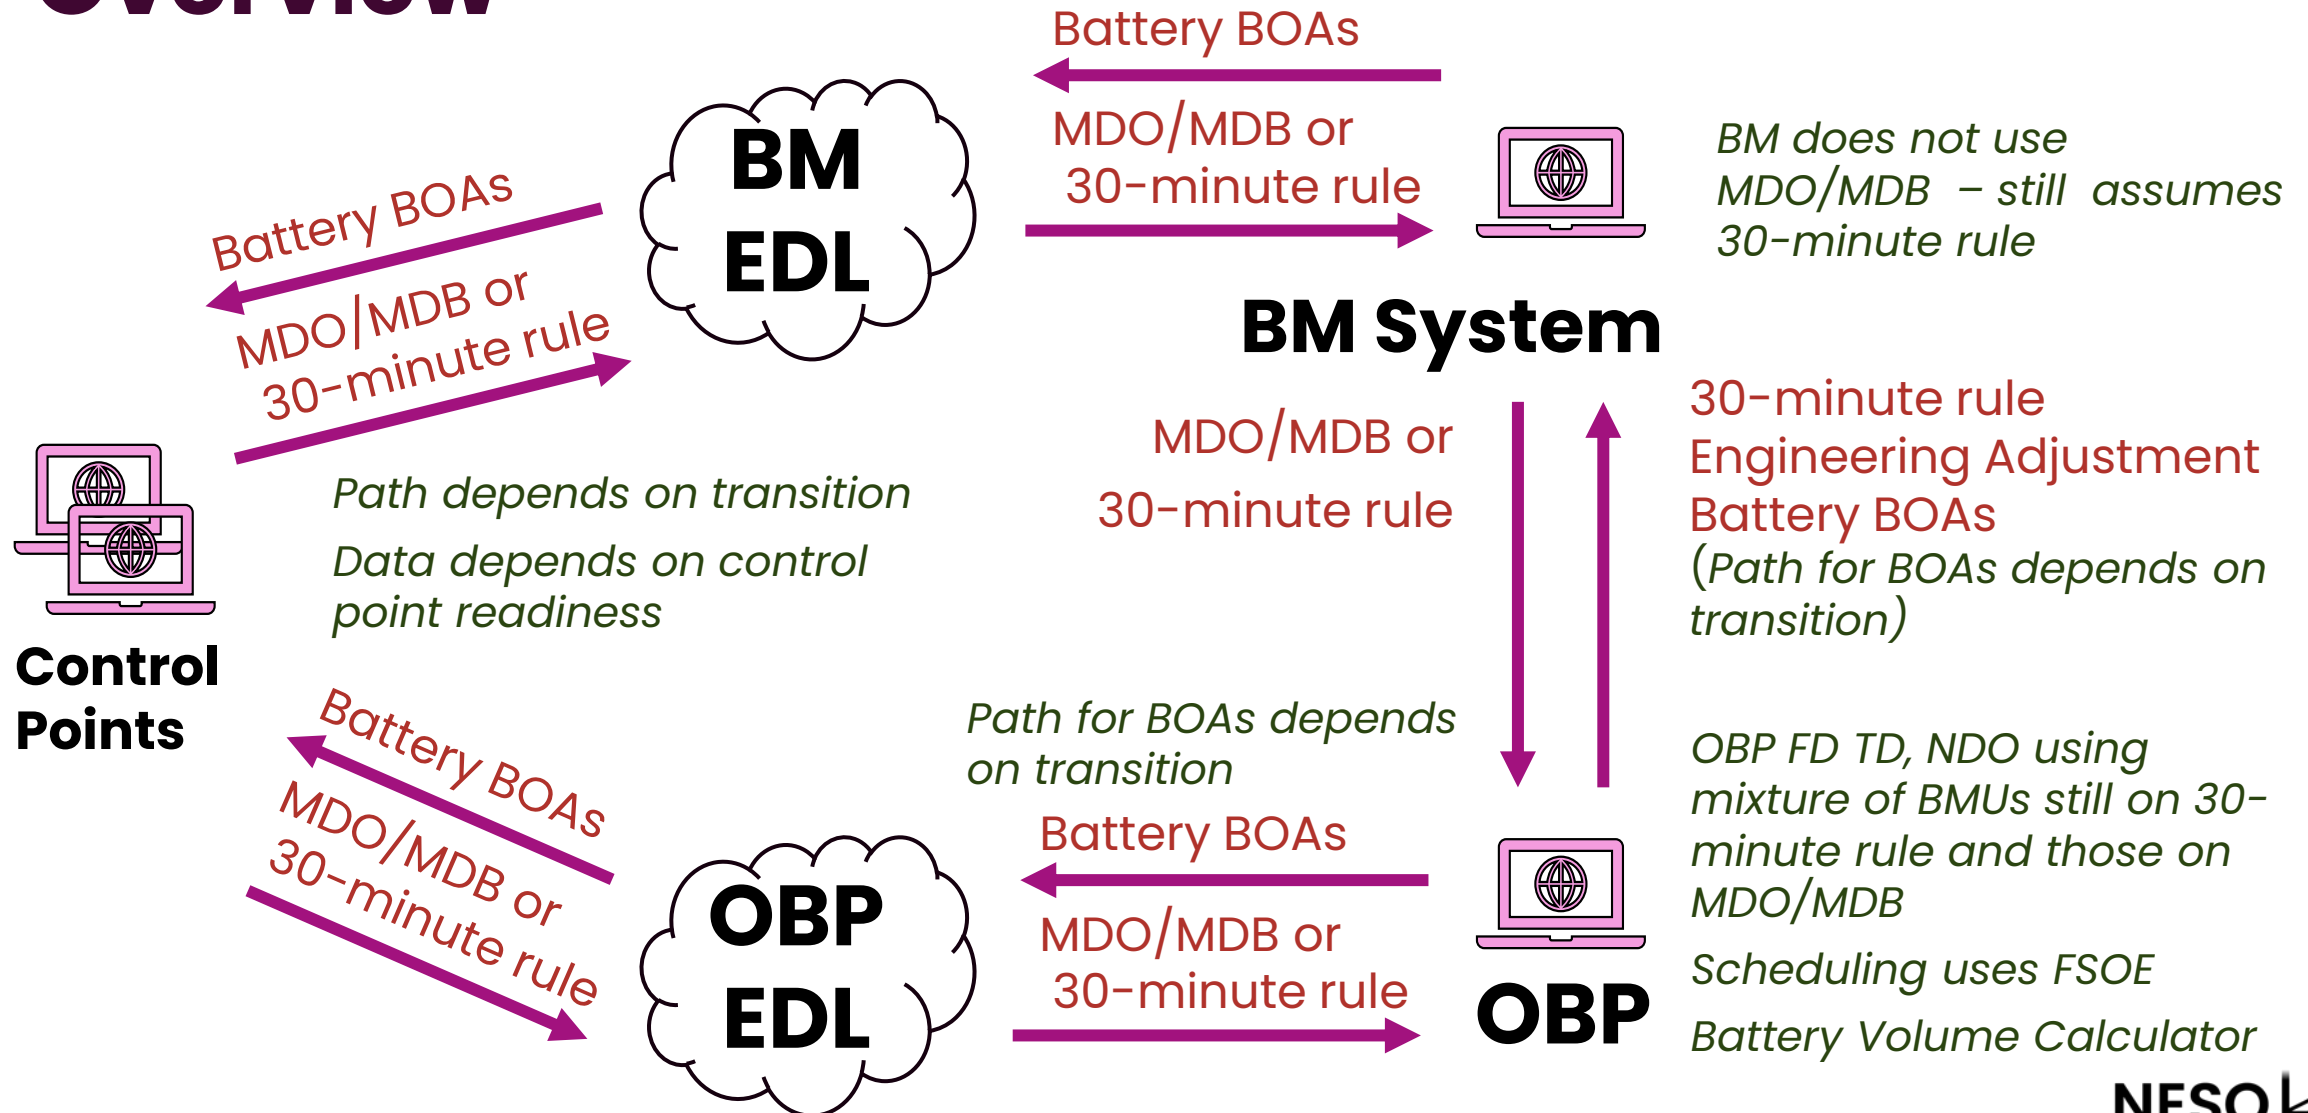 Overview
Battery BOAs
MDO/MDB or
30-minute rule
BM
EDL
BM does not use
MDO/MDB – still assumes
30-minute rule
Battery BOAs
MDO/MDB or
30-minute rule
BM System
MDO/MDB or
30-minute rule
30-minute rule
Engineering Adjustment
Battery BOAs
(Path for BOAs depends on
transition)
Path depends on transition
Data depends on control
point readiness
Control
Points
Battery BOAs
MDO/MDB or
30-minute rule
Path for BOAs depends
on transition
Battery BOAs
MDO/MDB or
30-minute rule
OBP
EDL
OBP
OBP FD TD, NDO using
mixture of BMUs still on 30-
minute rule and those on
MDO/MDB
Scheduling uses FSOE
Battery Volume Calculator
NESO